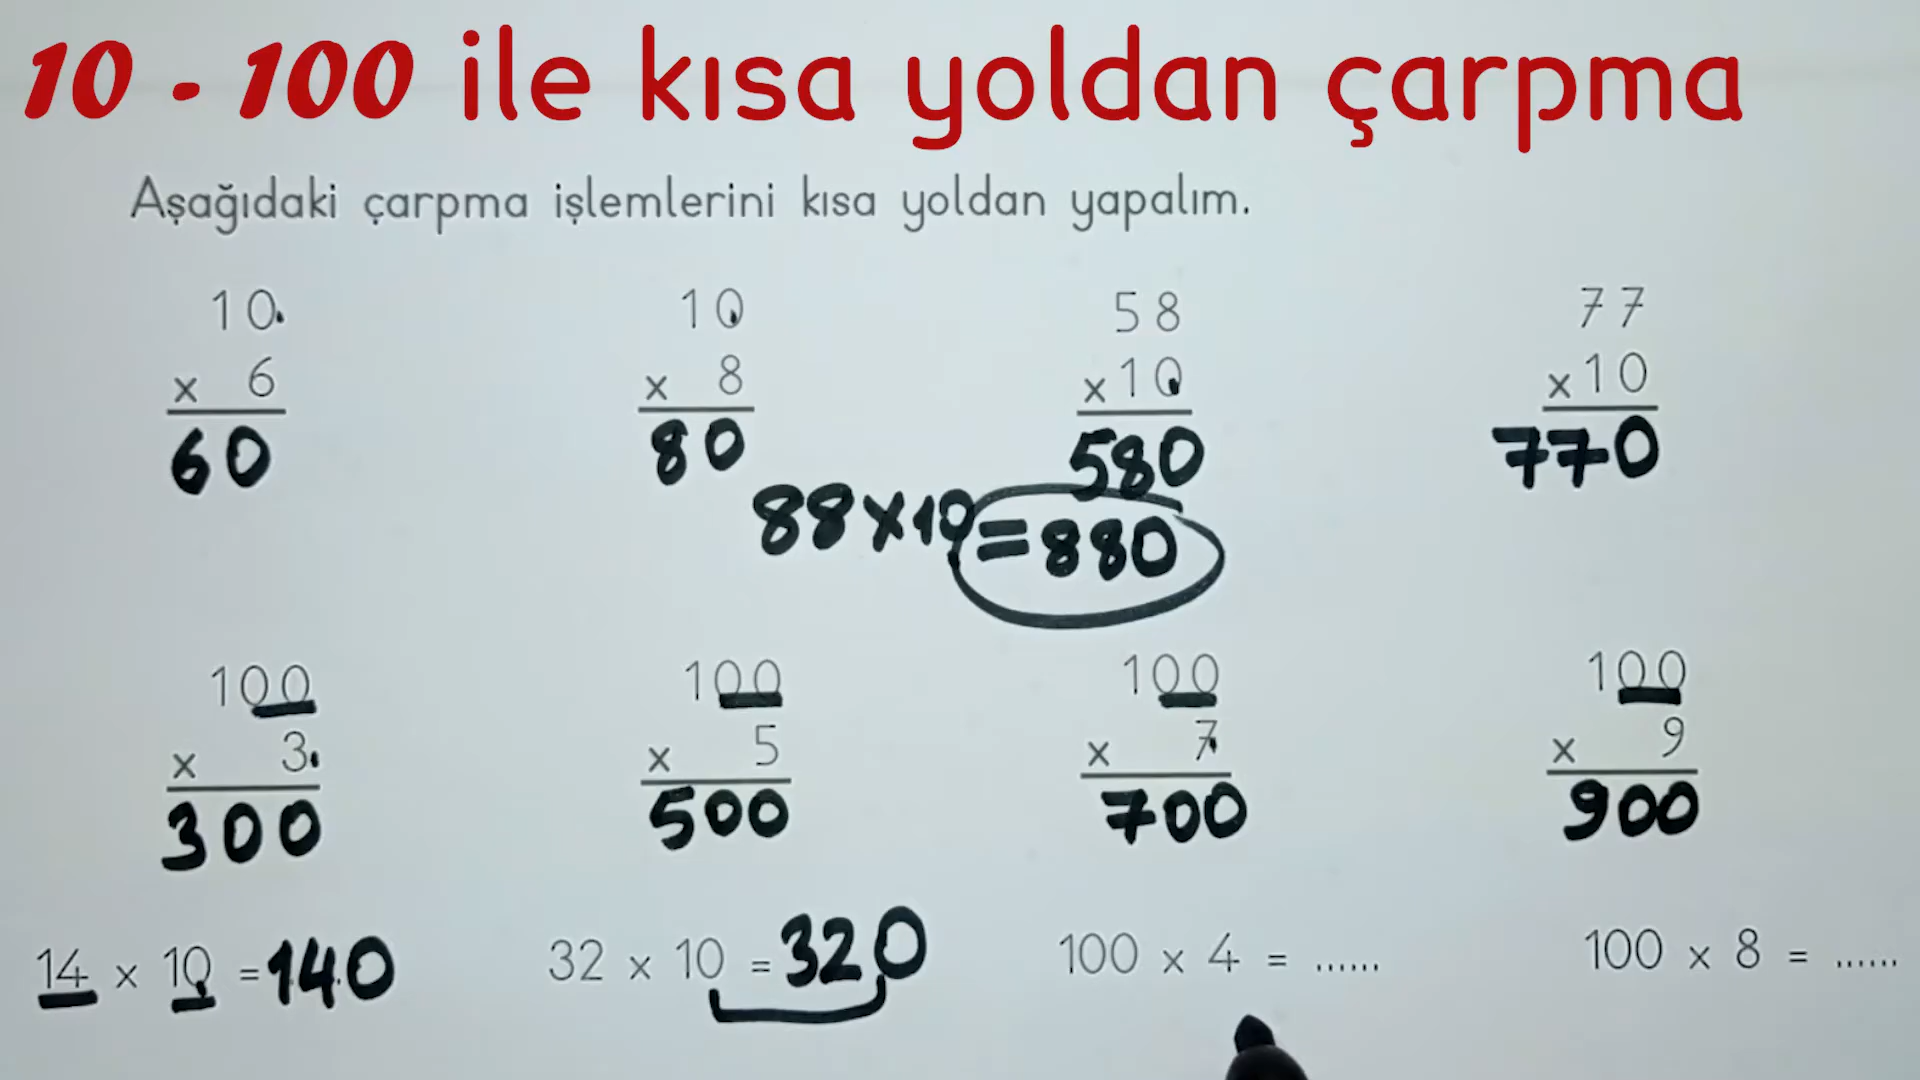 10 - 100 ile kısa yoldan çarpma
Aşağıdaki çarpma işlemlerini kısa yoldan yapalım.
10 10 58 77
x 6 x 8 x 10 x 10
60 80 580 770
88x10=880
100 100 100 100
x 3 x 5 x 7 x 9
300 500 700 900
14 x 10 = 140 32 x 10 = 320 100 x 4 = ...... 100 x 8 = ......